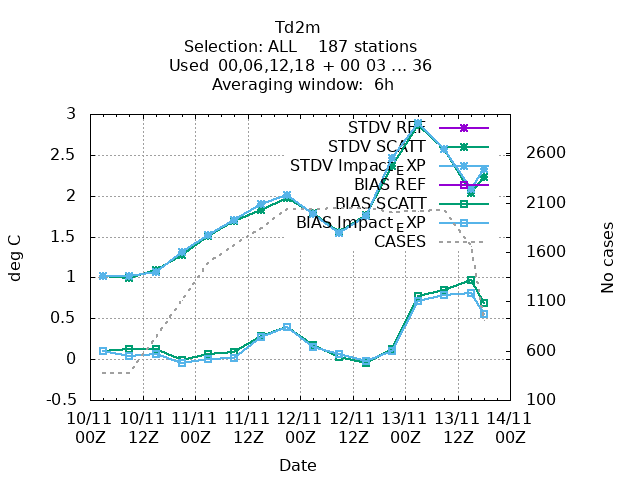 Td2m
Selection: ALL 187 stations
Used 00,06,12,18 + 00 03 ... 36
Averaging window: 6h
3
2.5
2
1.5
1
0.5
0
-0.5
deg C
STDV REF
STDV SCATT
STDV Impact_EXP
BIAS REF
BIAS SCATT
BIAS Impact_EXP
CASES
2600
2100
1600
1100
600
100
No cases
10/11 10/11 11/11 11/11 12/11 12/11 13/11 13/11 14/11
00Z 12Z 00Z 12Z 00Z 12Z 00Z 12Z 00Z
Date